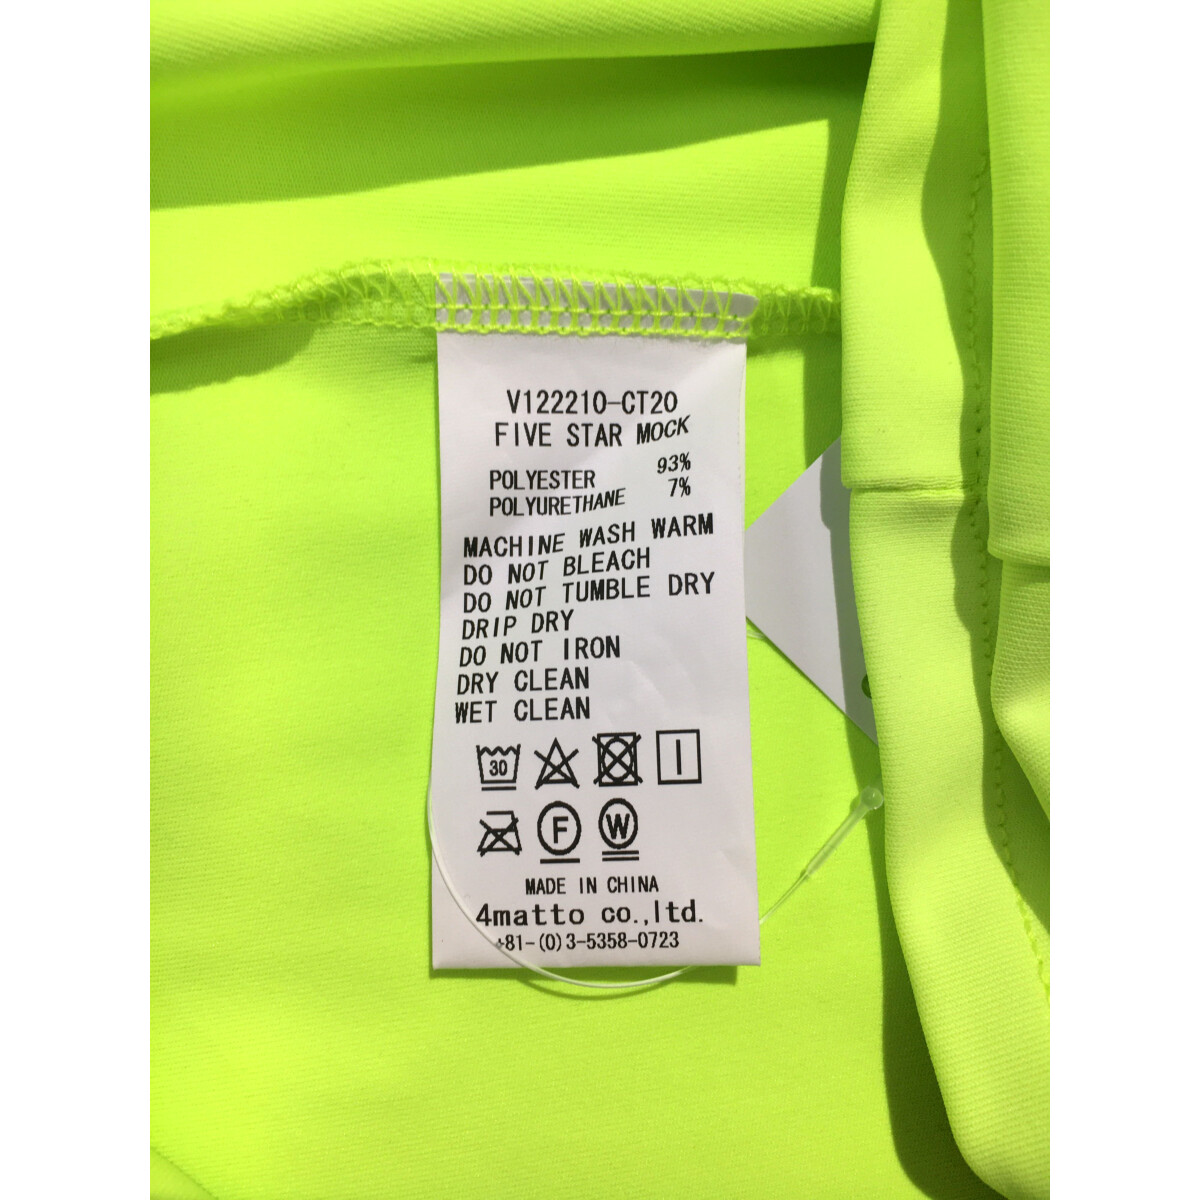 V122210-CT20
FIVE STAR MOCK
POLYESTER 93%
POLYURETHANE 7%
MACHINE WASH WARM
DO NOT BLEACH
DO NOT TUMBLE DRY
DRIP DRY
DO NOT IRON
DRY CLEAN
WET CLEAN
30
F W
MADE IN CHINA
4matto co.,ltd.
+81-(0)3-5358-0723